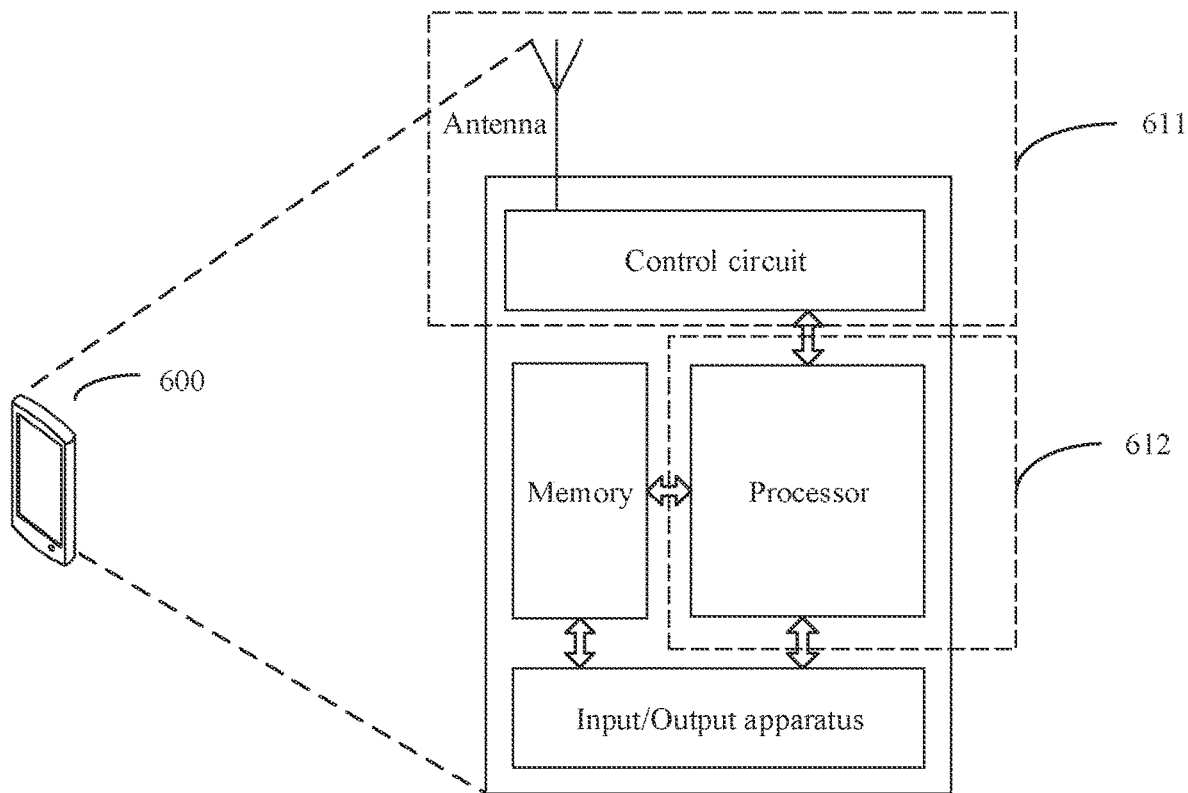 Antenna
611
Control circuit
600
612
Memory
Processor
Input/Output apparatus